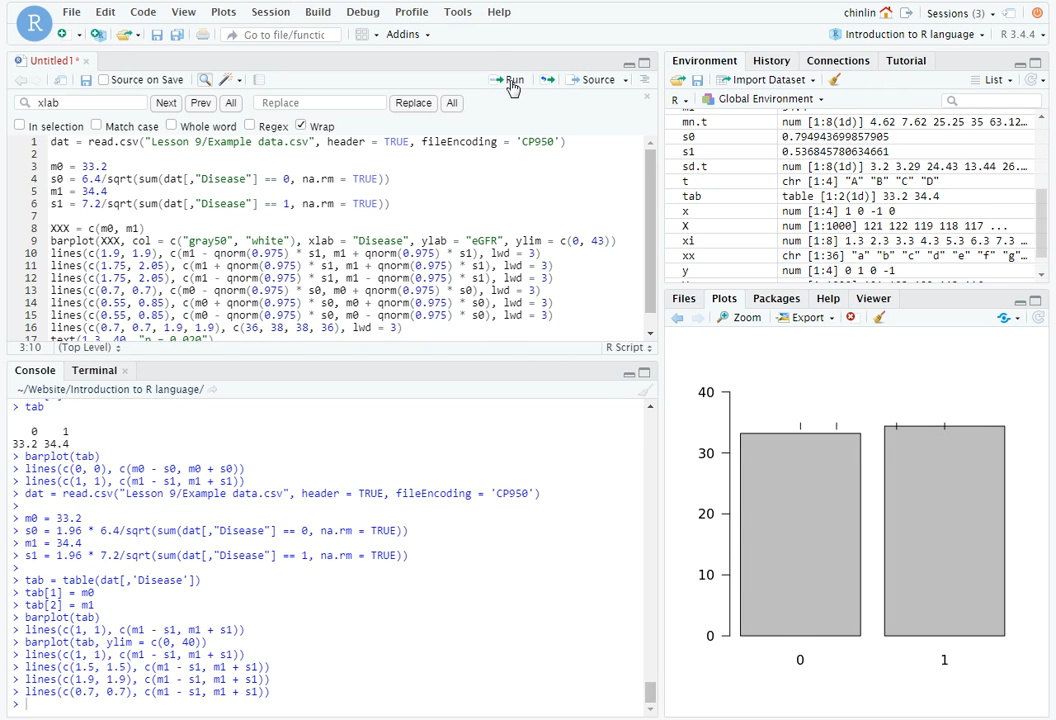 File Edit Code View Plots Session Build Debug Profile Tools Help
chinlin Sessions (3)
R
Go to file/functic Addins
Introduction to R language R 3.4.4
Untitled1*
Source on Save Run Source
xlab Next Prev All Replace Replace All
In selection Match case Whole word Regex Wrap
1 dat = read.csv("Lesson 9/Example data.csv", header = TRUE, fileEncoding = 'CP950')
2
3 m0 = 33.2
4 s0 = 6.4/sqrt(sum(dat[,"Disease"] == 0, na.rm = TRUE))
5 m1 = 34.4
6 s1 = 7.2/sqrt(sum(dat[,"Disease"] == 1, na.rm = TRUE))
7
8 XXX = c(m0, m1)
9 barplot(XXX, col = c("gray50", "white"), xlab = "Disease", ylab = "eGFR", ylim = c(0, 43))
10 lines(c(1.9, 1.9), c(m1 - qnorm(0.975) * s1, m1 + qnorm(0.975) * s1), lwd = 3)
11 lines(c(1.75, 2.05), c(m1 + qnorm(0.975) * s1, m1 + qnorm(0.975) * s1), lwd = 3)
12 lines(c(1.75, 2.05), c(m1 - qnorm(0.975) * s1, m1 - qnorm(0.975) * s1), lwd = 3)
13 lines(c(0.7, 0.7), c(m0 - qnorm(0.975) * s0, m0 + qnorm(0.975) * s0), lwd = 3)
14 lines(c(0.55, 0.85), c(m0 + qnorm(0.975) * s0, m0 + qnorm(0.975) * s0), lwd = 3)
15 lines(c(0.55, 0.85), c(m0 - qnorm(0.975) * s0, m0 - qnorm(0.975) * s0), lwd = 3)
16 lines(c(0.7, 0.7, 1.9, 1.9), c(36, 38, 38, 36), lwd = 3)
17 text(1.3, 40, "p = 0.020")
3:10 (Top Level) R Script
Console Terminal
~/Website/Introduction to R language/
> tab
0 1
33.2 34.4
> barplot(tab)
> lines(c(0, 0), c(m0 - s0, m0 + s0))
> lines(c(1, 1), c(m1 - s1, m1 + s1))
> dat = read.csv("Lesson 9/Example data.csv", header = TRUE, fileEncoding = 'CP950')
>
> m0 = 33.2
> s0 = 1.96 * 6.4/sqrt(sum(dat[,"Disease"] == 0, na.rm = TRUE))
> m1 = 34.4
> s1 = 1.96 * 7.2/sqrt(sum(dat[,"Disease"] == 1, na.rm = TRUE))
>
> tab = table(dat[,'Disease'])
> tab[1] = m0
> tab[2] = m1
> barplot(tab)
> lines(c(1, 1), c(m1 - s1, m1 + s1))
> barplot(tab, ylim = c(0, 40))
> lines(c(1, 1), c(m1 - s1, m1 + s1))
> lines(c(1.5, 1.5), c(m1 - s1, m1 + s1))
> lines(c(1.9, 1.9), c(m1 - s1, m1 + s1))
> lines(c(0.7, 0.7), c(m1 - s1, m1 + s1))
>
Environment History Connections Tutorial
Import Dataset List
R Global Environment
mn.t num [1:8(1d)] 4.62 7.62 25.25 35 63.12…
s0 0.794943699857905
s1 0.536845780634661
sd.t num [1:8(1d)] 3.2 3.29 24.43 13.44 26.…
t chr [1:4] "A" "B" "C" "D"
tab table [1:2(1d)] 33.2 34.4
x num [1:4] 1 0 -1 0
X num [1:1000] 121 122 119 118 117 ...
xi num [1:8] 1.3 2.3 3.3 4.3 5.3 6.3 7.3 …
xx chr [1:36] "a" "b" "c" "d" "e" "f" "g"…
y num [1:4] 0 1 0 -1
Files Plots Packages Help Viewer
Zoom Export
40
30
20
10
0
0 1